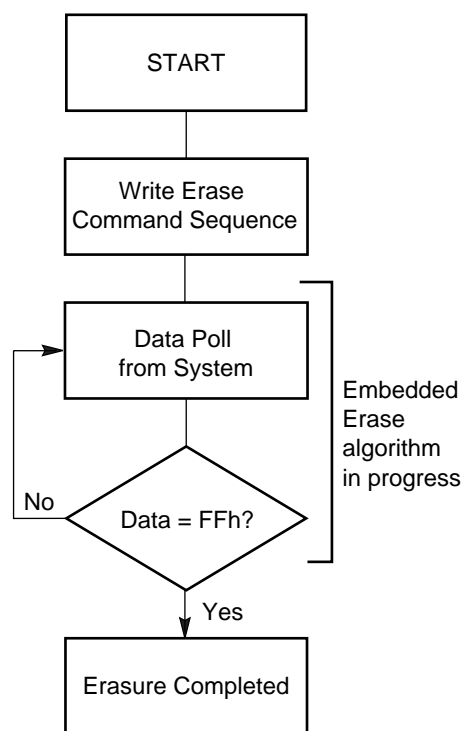 START
Write Erase
Command Sequence
Data Poll
from System
Embedded
Erase
algorithm
in progress
No
Data = FFh?
Yes
Erasure Completed